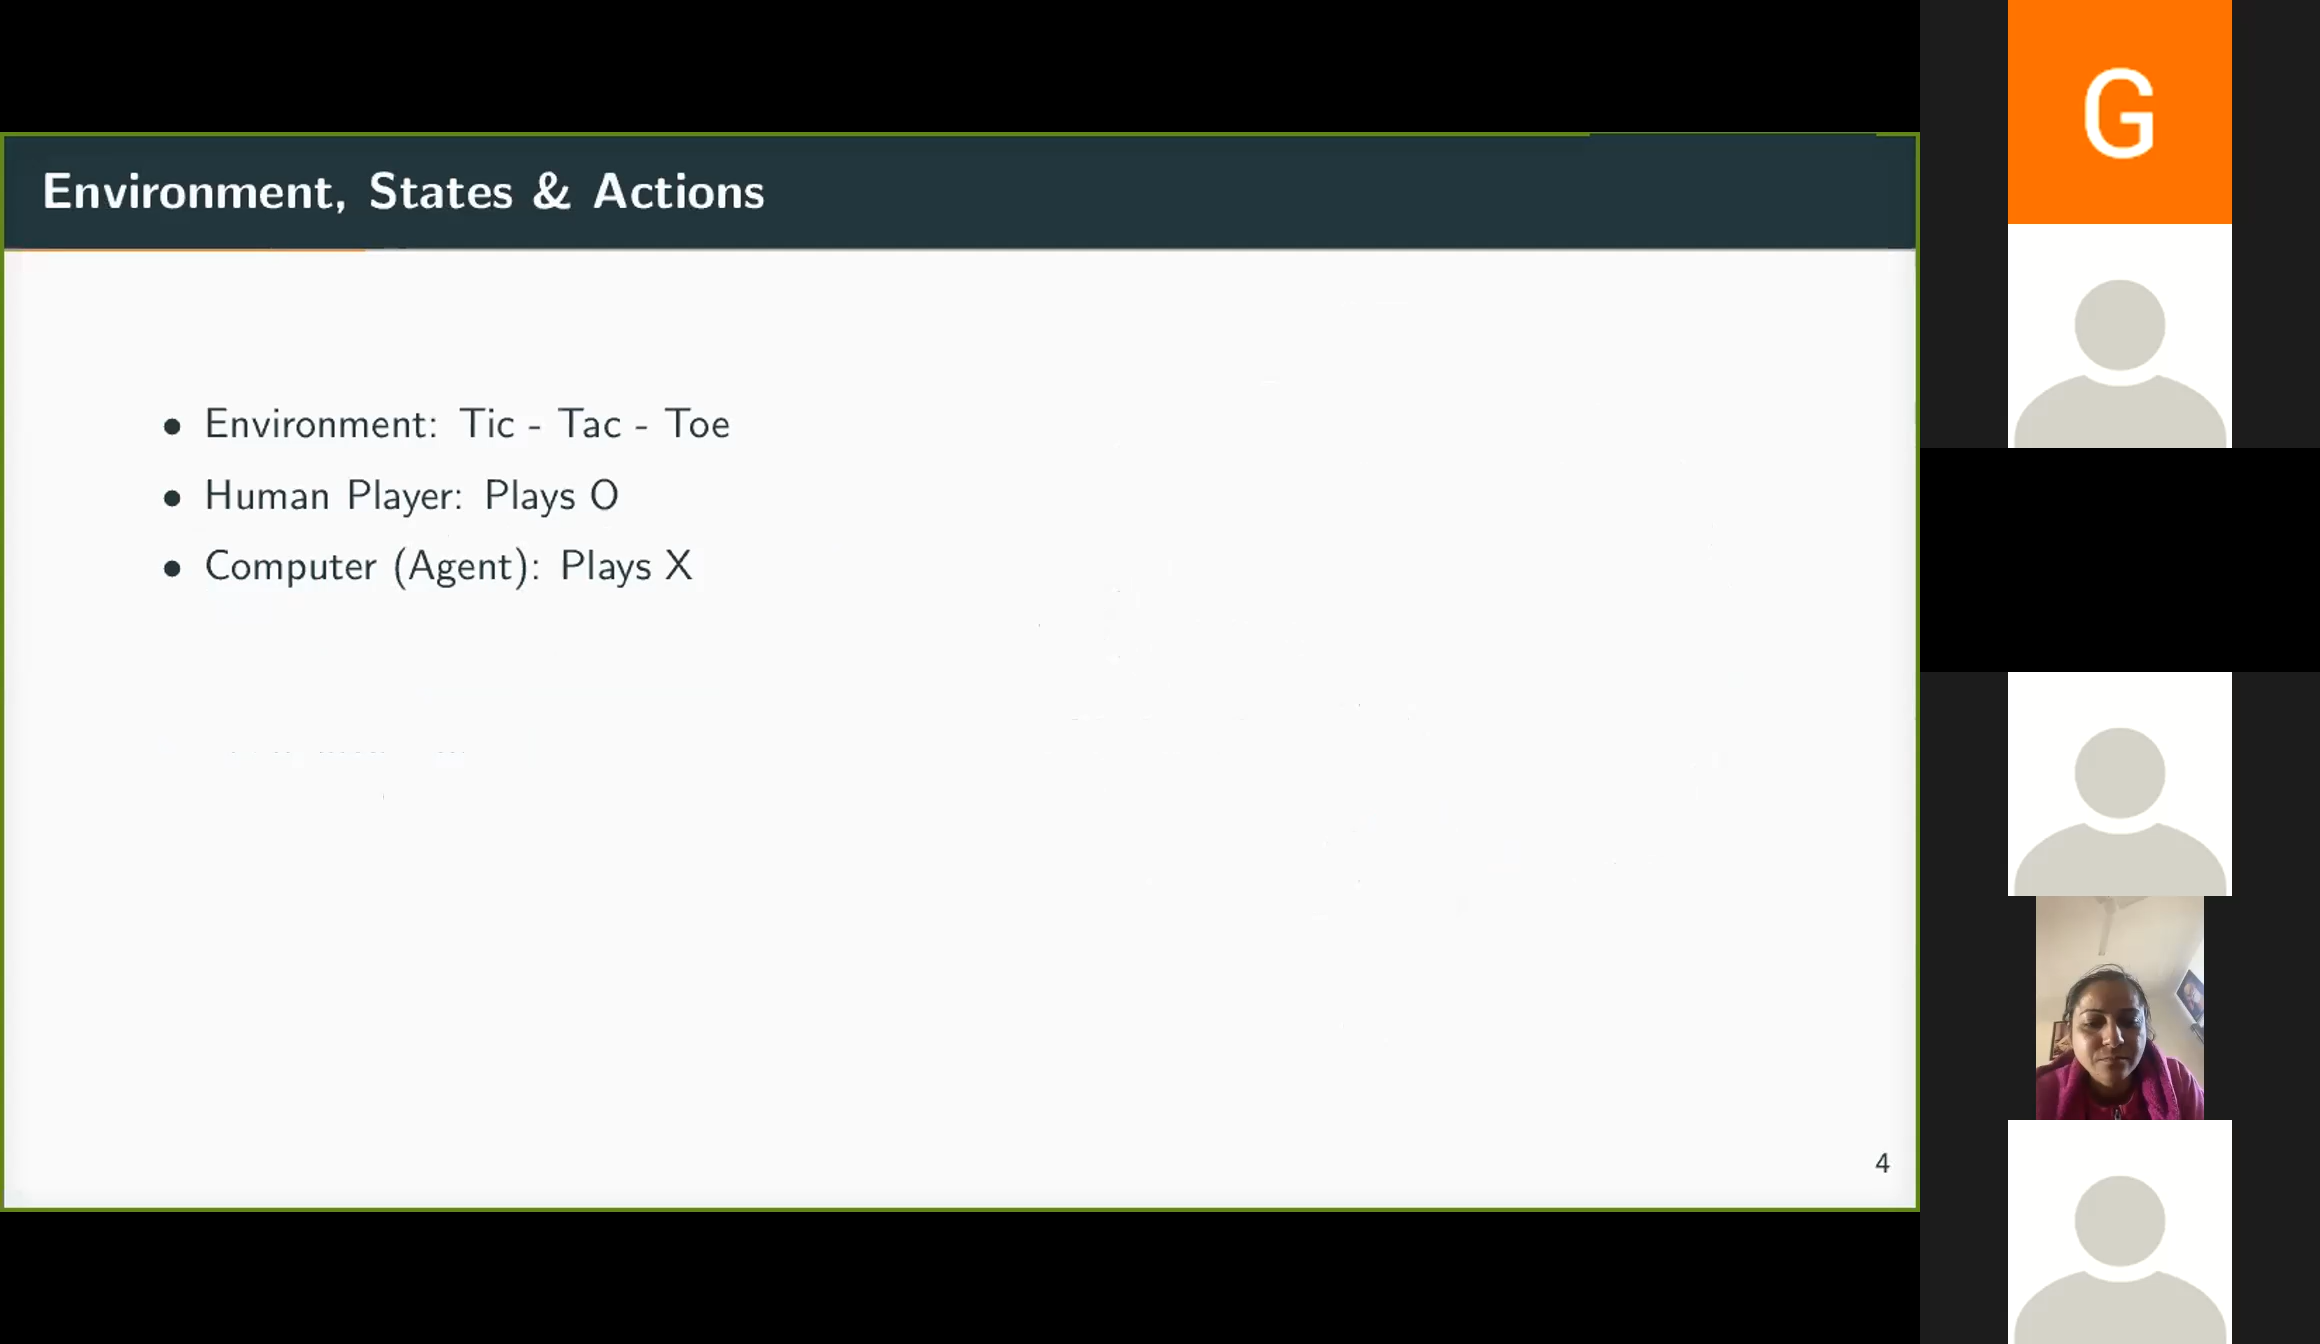 Environment, States & Actions
• Environment: Tic - Tac - Toe
• Human Player: Plays O
• Computer (Agent): Plays X
4
G